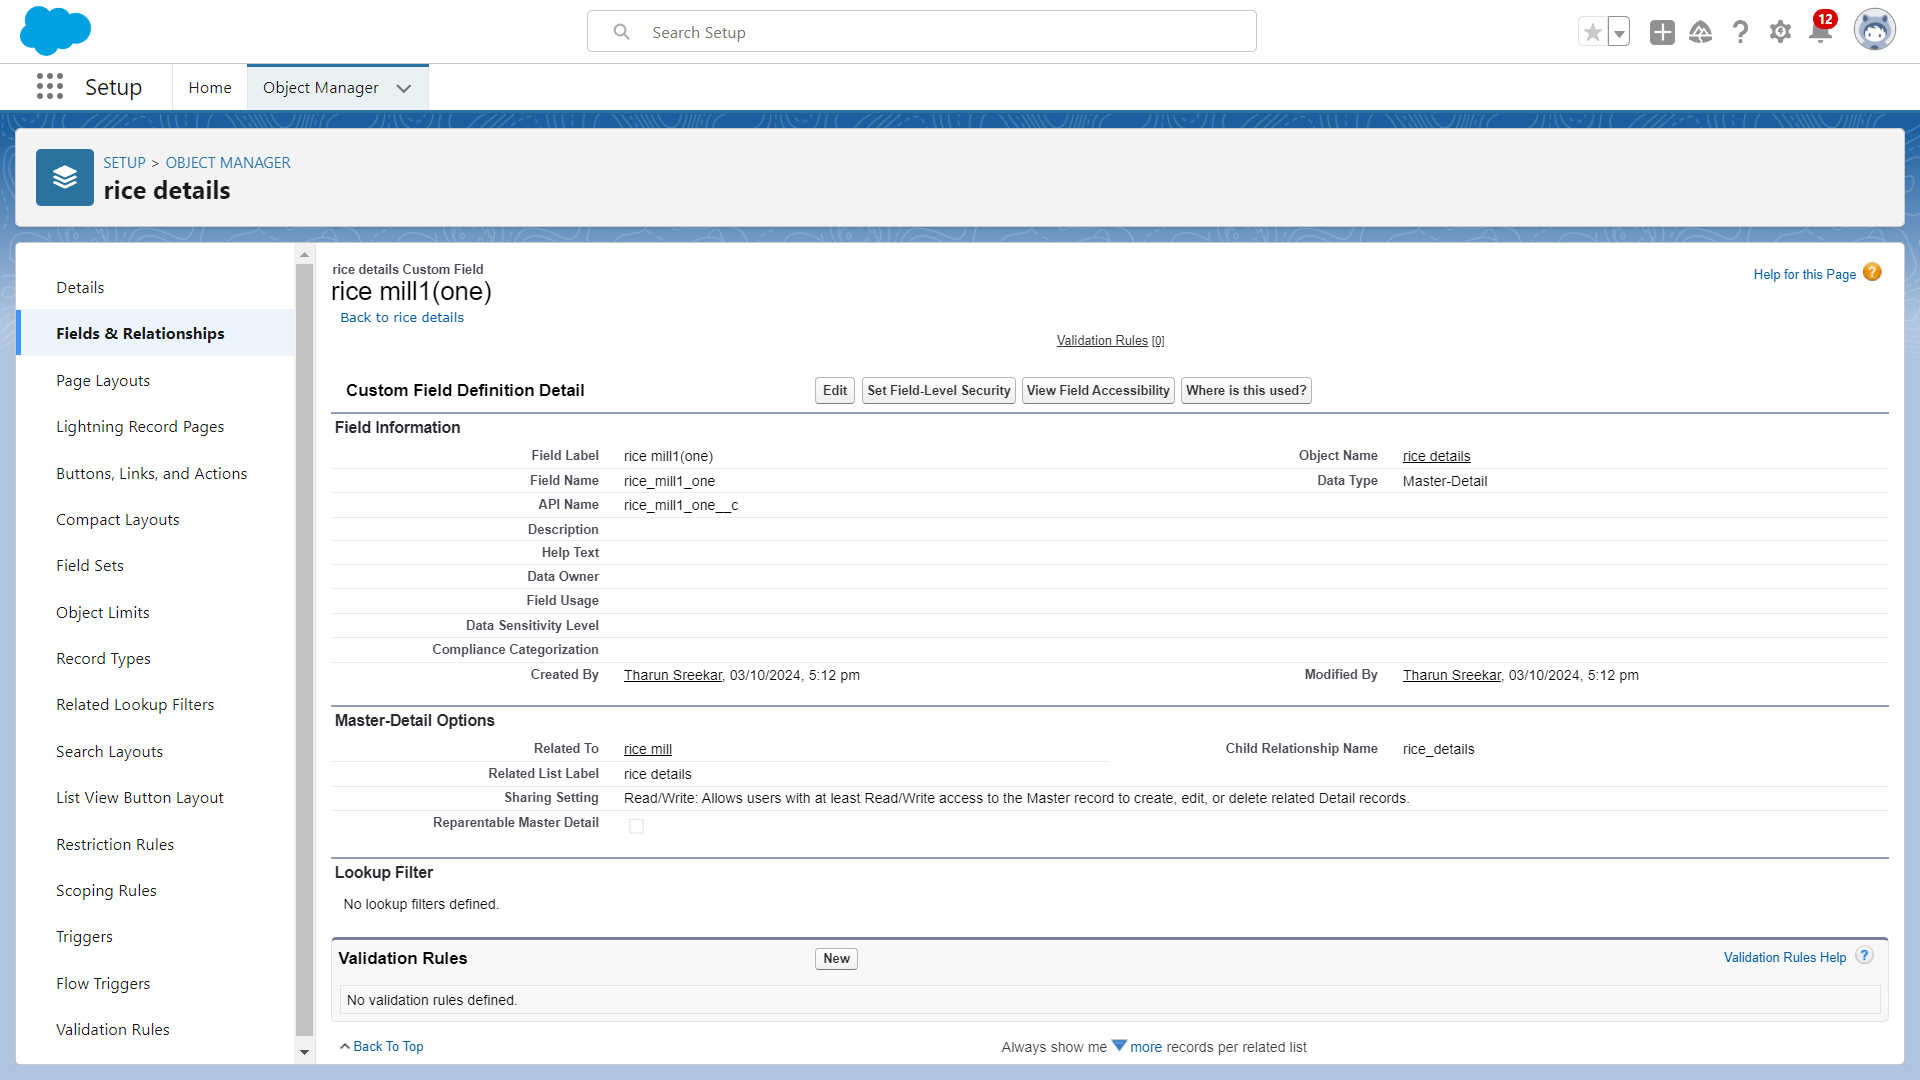 Search Setup
12
Setup
Home
Object Manager
SETUP > OBJECT MANAGER
rice details
Details
Fields & Relationships
Page Layouts
Lightning Record Pages
Buttons, Links, and Actions
Compact Layouts
Field Sets
Object Limits
Record Types
Related Lookup Filters
Search Layouts
List View Button Layout
Restriction Rules
Scoping Rules
Triggers
Flow Triggers
Validation Rules
rice details Custom Field
rice mill1(one)
Back to rice details
Help for this Page ?
Validation Rules [0]
Custom Field Definition Detail
Edit
Set Field-Level Security
View Field Accessibility
Where is this used?
Field Information
Field Label rice mill1(one) Object Name rice details
Field Name rice_mill1_one Data Type Master-Detail
API Name rice_mill1_one__c
Description
Help Text
Data Owner
Field Usage
Data Sensitivity Level
Compliance Categorization
Created By Tharun Sreekar, 03/10/2024, 5:12 pm Modified By Tharun Sreekar, 03/10/2024, 5:12 pm
Master-Detail Options
Related To rice mill Child Relationship Name rice_details
Related List Label rice details
Sharing Setting Read/Write: Allows users with at least Read/Write access to the Master record to create, edit, or delete related Detail records.
Reparentable Master Detail
Lookup Filter
No lookup filters defined.
Validation Rules
New
Validation Rules Help ?
No validation rules defined.
Back To Top
Always show me more records per related list